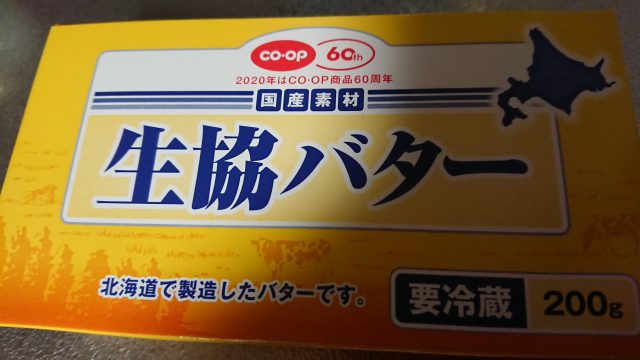 CO·OP 60th
2020年はCO·OP商品60周年
国産素材
生協バター
北海道で製造したバターです。
要冷蔵 200g